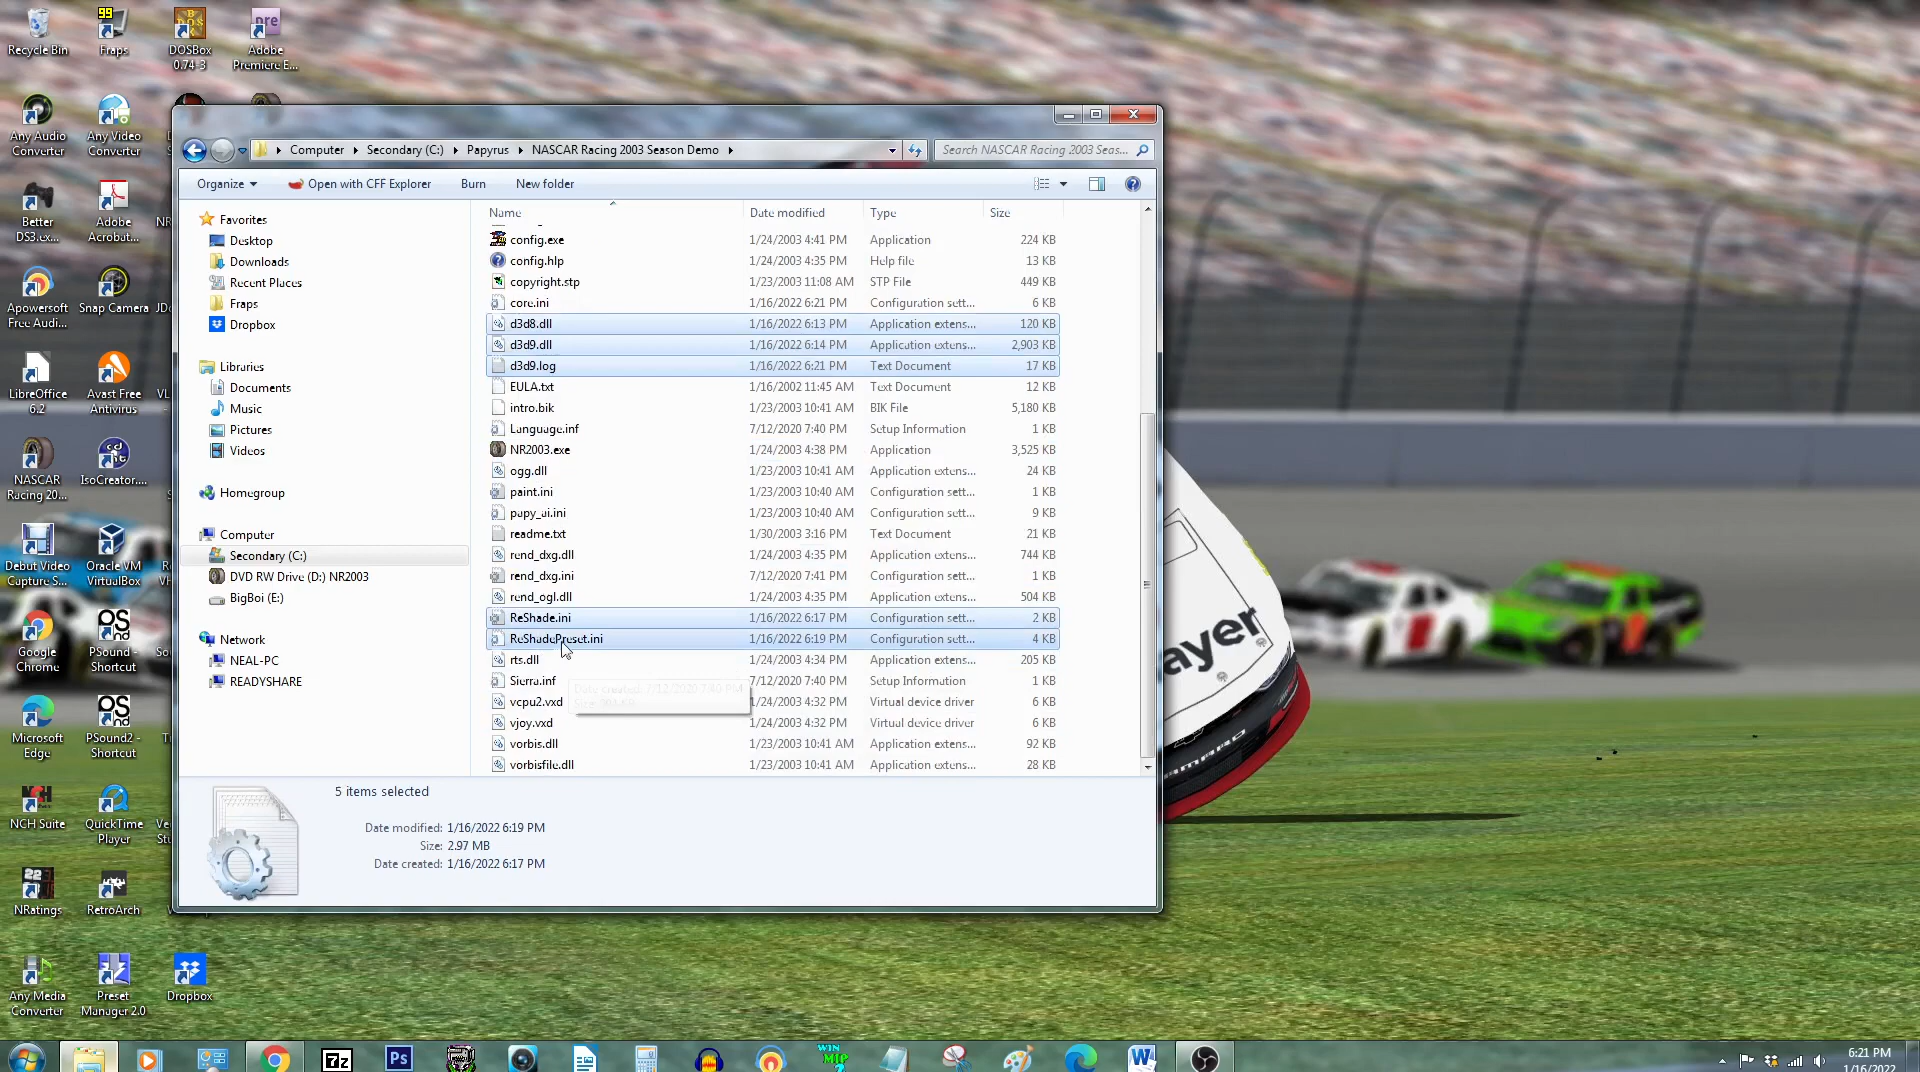 Recycle Bin
Fraps
DOSBox
0.74-3
Adobe
Premiere E...
Any Audio
Converter
Any Video
Converter
Better
DS3.ex...
Adobe
Acrobat...
Apowersoft
Free Audi...
Snap Camera
LibreOffice
6.2
Avast Free
Antivirus
NASCAR
Racing 20...
IsoCreator....
Debut Video
Capture S...
Oracle VM
VirtualBox
Google
Chrome
PSound -
Shortcut
Microsoft
Edge
PSound2 -
Shortcut
NCH Suite
QuickTime
Player
NRatings
RetroArch
Any Media
Converter
Preset
Manager 2.0
Dropbox
Computer
Secondary (C:)
Papyrus
NASCAR Racing 2003 Season Demo
Search NASCAR Racing 2003 Seas...
Organize
Open with CFF Explorer
Burn
New folder
Favorites
Desktop
Downloads
Recent Places
Fraps
Dropbox
Libraries
Documents
Music
Pictures
Videos
Homegroup
Computer
Secondary (C:)
DVD RW Drive (D:) NR2003
BigBoi (E:)
Network
NEAL-PC
READYSHARE
Name Date modified Type Size
config.exe 1/24/2003 4:41 PM Application 224 KB
config.hlp 1/24/2003 4:35 PM Help file 13 KB
copyright.stp 1/23/2003 11:08 AM STP File 449 KB
core.ini 1/16/2022 6:21 PM Configuration sett... 6 KB
d3d8.dll 1/16/2022 6:13 PM Application extens... 120 KB
d3d9.dll 1/16/2022 6:14 PM Application extens... 2,903 KB
d3d9.log 1/16/2022 6:21 PM Text Document 17 KB
EULA.txt 1/16/2002 11:45 AM Text Document 12 KB
intro.bik 1/23/2003 10:41 AM BIK File 5,180 KB
Language.inf 7/12/2020 7:40 PM Setup Information 1 KB
NR2003.exe 1/24/2003 4:38 PM Application 3,525 KB
ogg.dll 1/23/2003 10:41 AM Application extens... 24 KB
paint.ini 1/23/2003 10:40 AM Configuration sett... 1 KB
papy_ai.ini 1/23/2003 10:40 AM Configuration sett... 9 KB
readme.txt 1/30/2003 3:16 PM Text Document 21 KB
rend_dxg.dll 1/24/2003 4:35 PM Application extens... 744 KB
rend_dxg.ini 7/12/2020 7:41 PM Configuration sett... 1 KB
rend_ogl.dll 1/24/2003 4:35 PM Application extens... 504 KB
ReShade.ini 1/16/2022 6:17 PM Configuration sett... 2 KB
ReShadePreset.ini 1/16/2022 6:19 PM Configuration sett... 4 KB
rts.dll 1/24/2003 4:34 PM Application extens... 205 KB
Sierra.inf 7/12/2020 7:40 PM Setup Information 1 KB
Date created: 7/12/2020 7:40 PM
vcpu2.vxd 1/24/2003 4:32 PM Virtual device driver 6 KB
vjoy.vxd 1/24/2003 4:32 PM Virtual device driver 6 KB
vorbis.dll 1/23/2003 10:41 AM Application extens... 92 KB
vorbisfile.dll 1/23/2003 10:41 AM Application extens... 28 KB
5 items selected
Date modified: 1/16/2022 6:19 PM
Size: 2.97 MB
Date created: 1/16/2022 6:17 PM
ayer
6:21 PM
1/16/2022